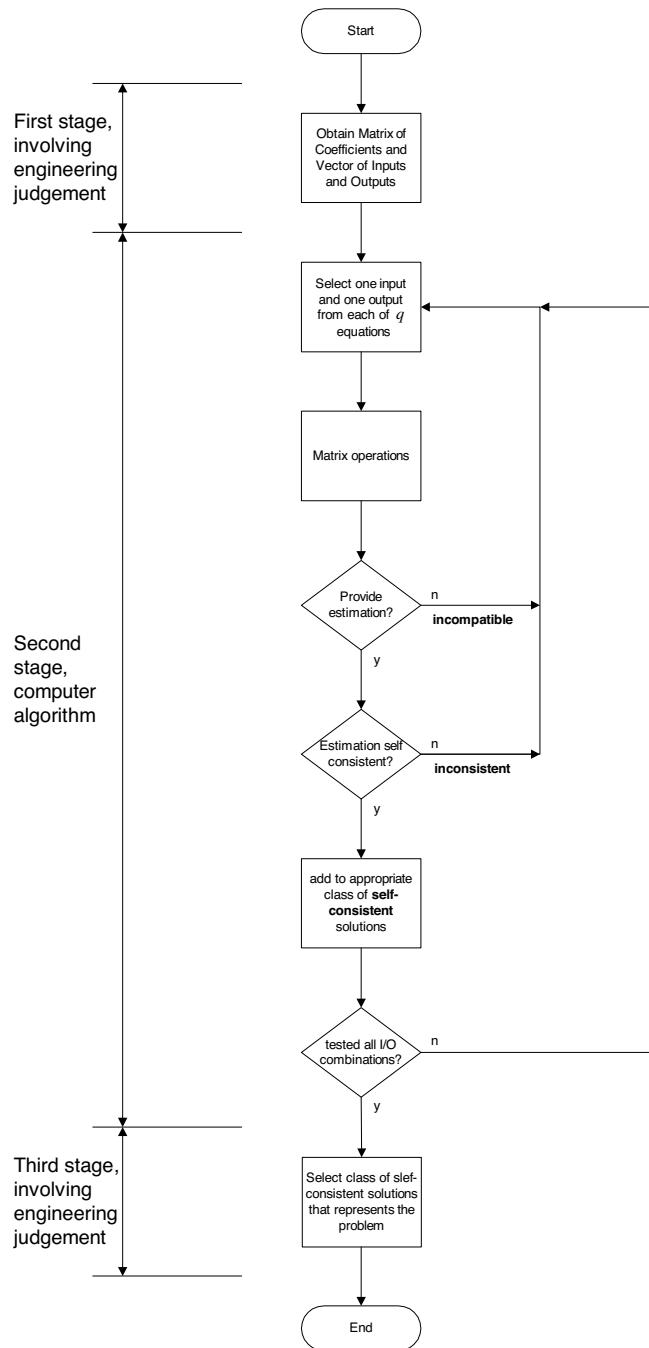 Start
First stage,
involving
engineering
judgement
Obtain Matrix of
Coefficients and
Vector of Inputs
and Outputs
Select one input
and one output
from each of q
equations
Matrix operations
Provide
estimation?
n
incompatible
y
Second
stage,
computer
algorithm
Estimation self
consistent?
n
inconsistent
y
add to appropriate
class of self-
consistent
solutions
tested all I/O
combinations?
n
y
Third stage,
involving
engineering
judgement
Select class of slef-
consistent solutions
that represents the
problem
End